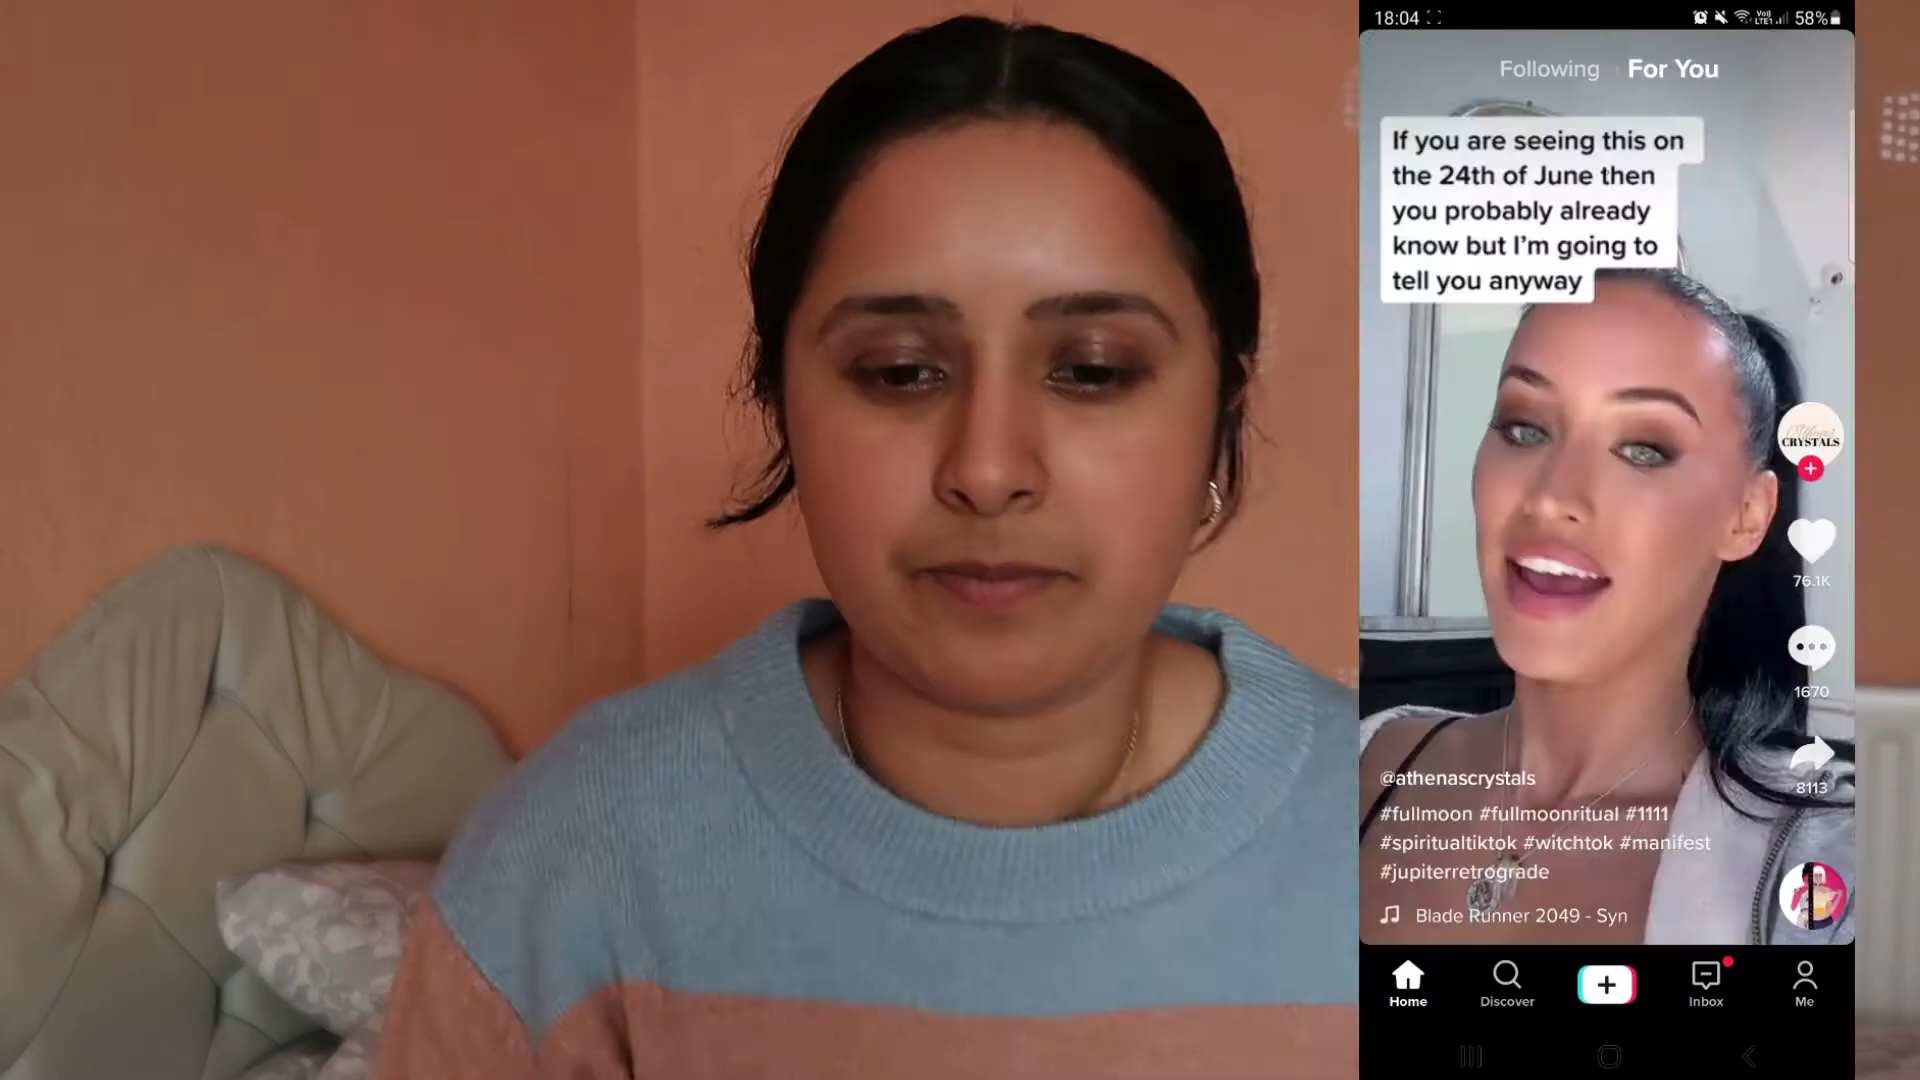 18:04
58%
Following
For You
If you are seeing this on
the 24th of June then
you probably already
know but I'm going to
tell you anyway
CRYSTALS
76.1K
1670
8113
@athenascrystals
#fullmoon #fullmoonritual #1111
#spiritualtiktok #witchtok #manifest
#jupiterretrograde
Blade Runner 2049 - Syn
Home
Discover
Inbox
Me